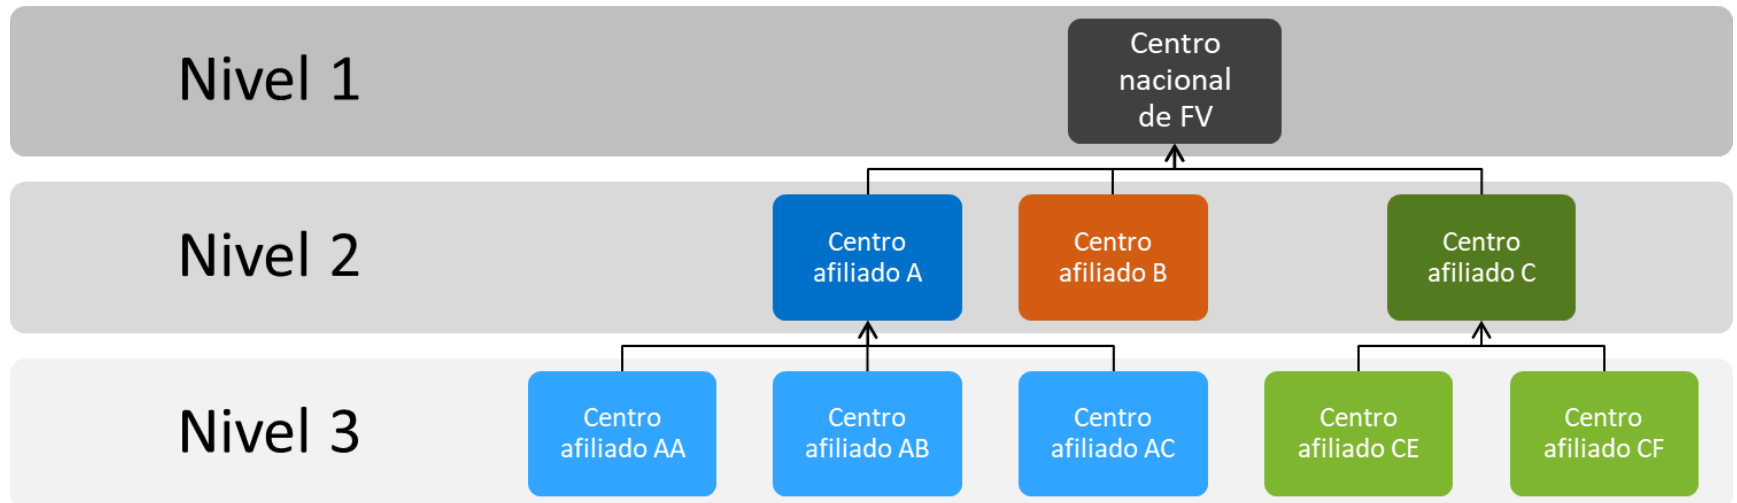 Nivel 1
Centro
nacional
de FV
Nivel 2
Centro
afiliado A
Centro
afiliado B
Centro
afiliado C
Nivel 3
Centro
afiliado AA
Centro
afiliado AB
Centro
afiliado AC
Centro
afiliado CE
Centro
afiliado CF